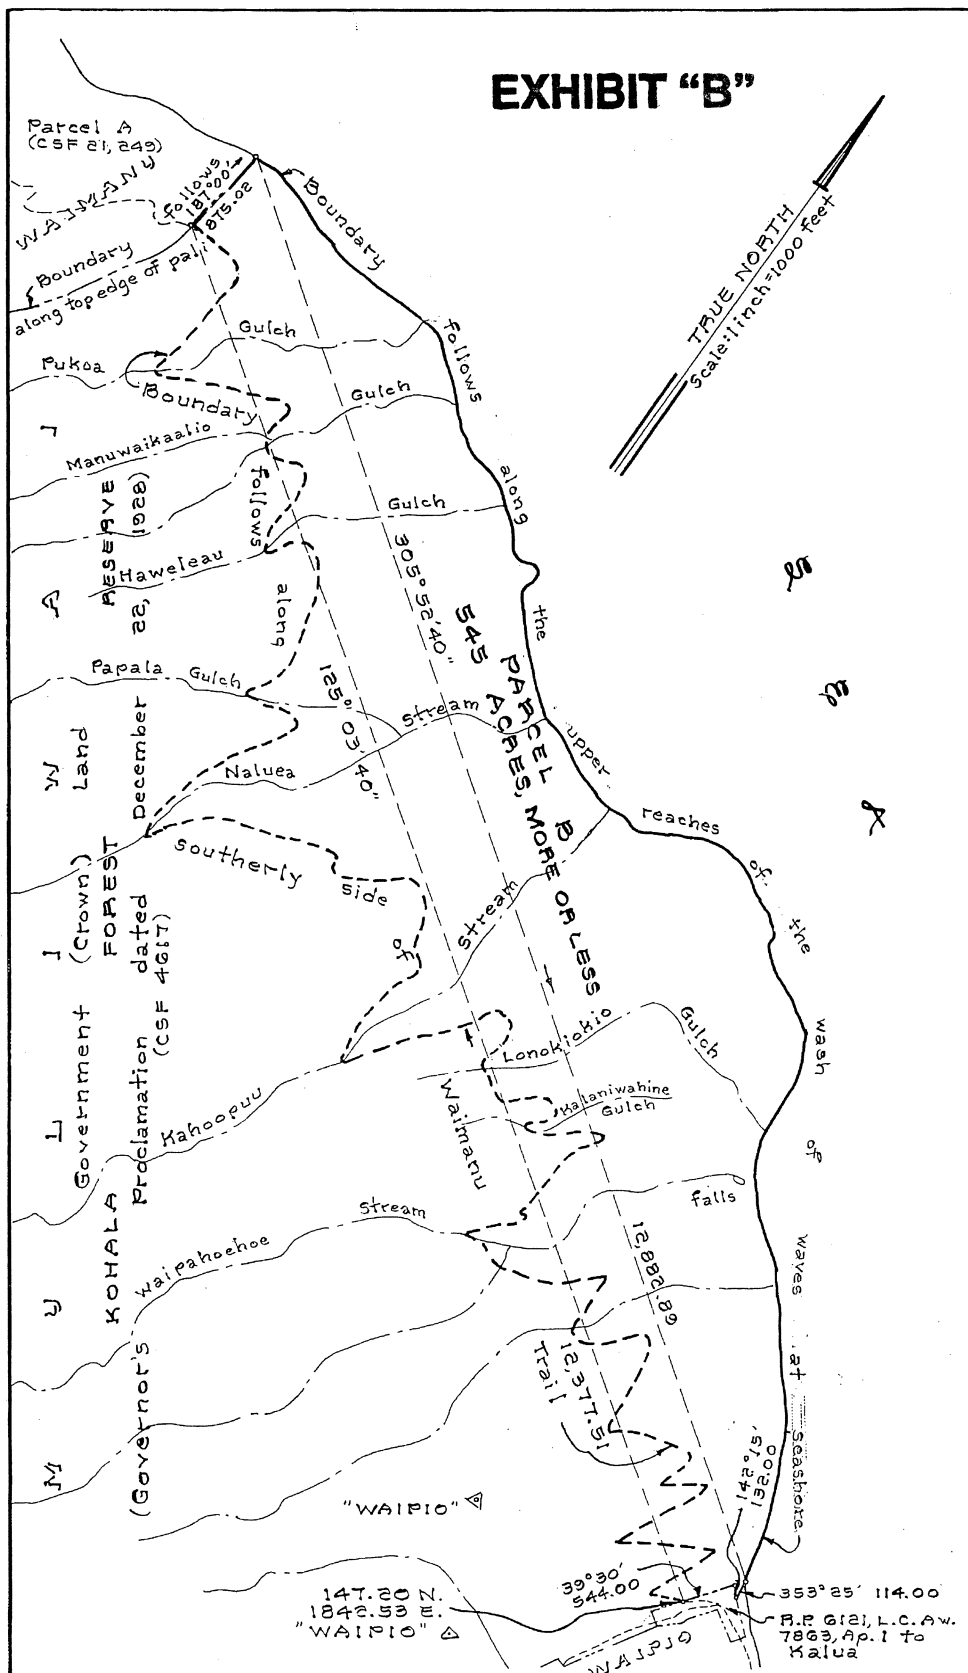 EXHIBIT “B”
Parcel A
(CSF 21,249)
WAIMANU
follows
187°00'
875.02
Boundary
along top edge of pali
Boundary
follows
along
the
upper
reaches
of
the
wash
of
waves
at
seashore
TRUE NORTH
Scale: 1 inch = 1000 feet
Pukoa
Gulch
Boundary
follows
along
southerly
side
of
Waimanu
Trail
Manuwaikaalio
Gulch
Haweleau
Gulch
Papala Gulch
Naluea
Stream
305°52'40"
125°03'40"
PARCEL B
545 ACRES, MORE OR LESS
Stream
Kahoopuu
Lonokiokio
Gulch
Kalaniwahine
Gulch
Waipahoehoe
Stream
falls
12,882.89
12,377.51
MULIWAI
Government (Crown) Land
KOHALA FOREST RESERVE
(Governor's Proclamation dated December 22, 1928)
(CSF 4617)
"WAIPIO"
142°15'
132.00
39°30'
544.00
353°25' 114.00
147.20 N.
1842.53 E.
"WAIPIO"
R.P. 6121, L.C. Aw.
7863, Ap. 1 to
Kalua
WAIPIO